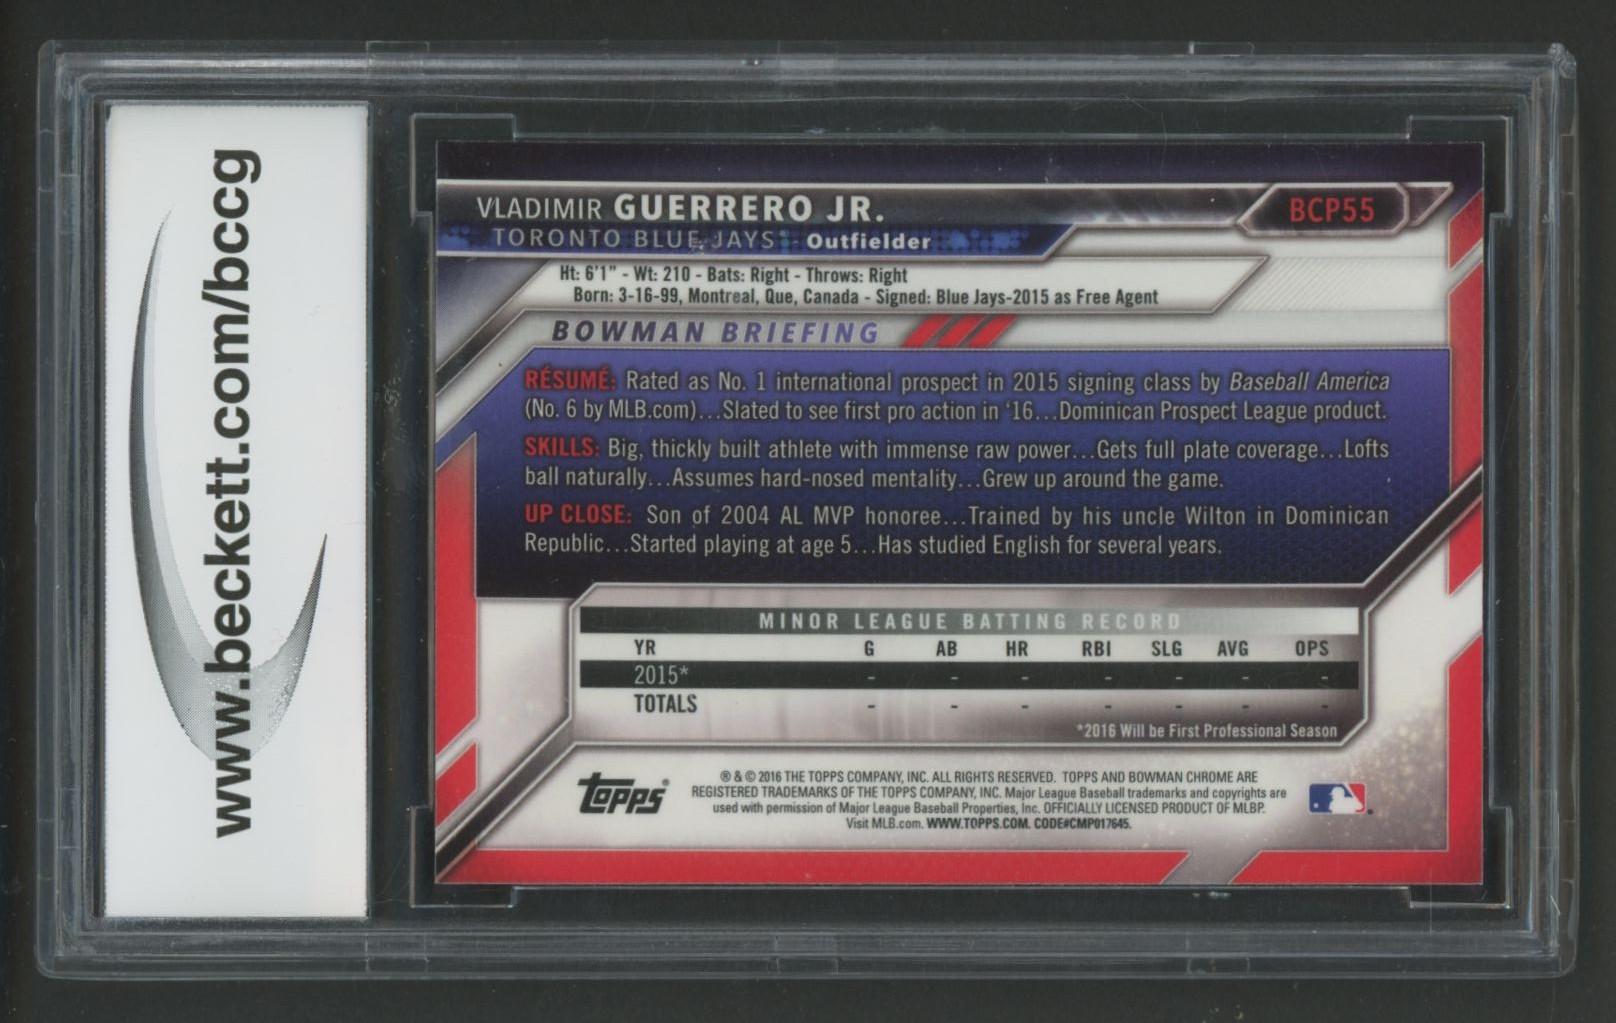 www.beckett.com/bccg
VLADIMIR GUERRERO JR.
BCP55
TORONTO BLUE JAYS Outfielder
Ht: 6'1" - Wt: 210 - Bats: Right - Throws: Right
Born: 3-16-99, Montreal, Que, Canada - Signed: Blue Jays-2015 as Free Agent
BOWMAN BRIEFING
RÉSUMÉ: Rated as No. 1 international prospect in 2015 signing class by Baseball America
(No. 6 by MLB.com)...Slated to see first pro action in '16...Dominican Prospect League product.
SKILLS: Big, thickly built athlete with immense raw power...Gets full plate coverage...Lofts
ball naturally...Assumes hard-nosed mentality...Grew up around the game.
UP CLOSE: Son of 2004 AL MVP honoree...Trained by his uncle Wilton in Dominican
Republic...Started playing at age 5...Has studied English for several years.
MINOR LEAGUE BATTING RECORD
YR G AB HR RBI SLG AVG OPS
2015* - - - - - - -
TOTALS - - - - - - -
*2016 Will be First Professional Season
Topps®
® & © 2016 THE TOPPS COMPANY, INC. ALL RIGHTS RESERVED. TOPPS AND BOWMAN CHROME ARE
REGISTERED TRADEMARKS OF THE TOPPS COMPANY, INC. Major League Baseball trademarks and copyrights are
used with permission of Major League Baseball Properties, Inc. OFFICIALLY LICENSED PRODUCT OF MLBP.
Visit MLB.com. WWW.TOPPS.COM. CODE#CMP017645.